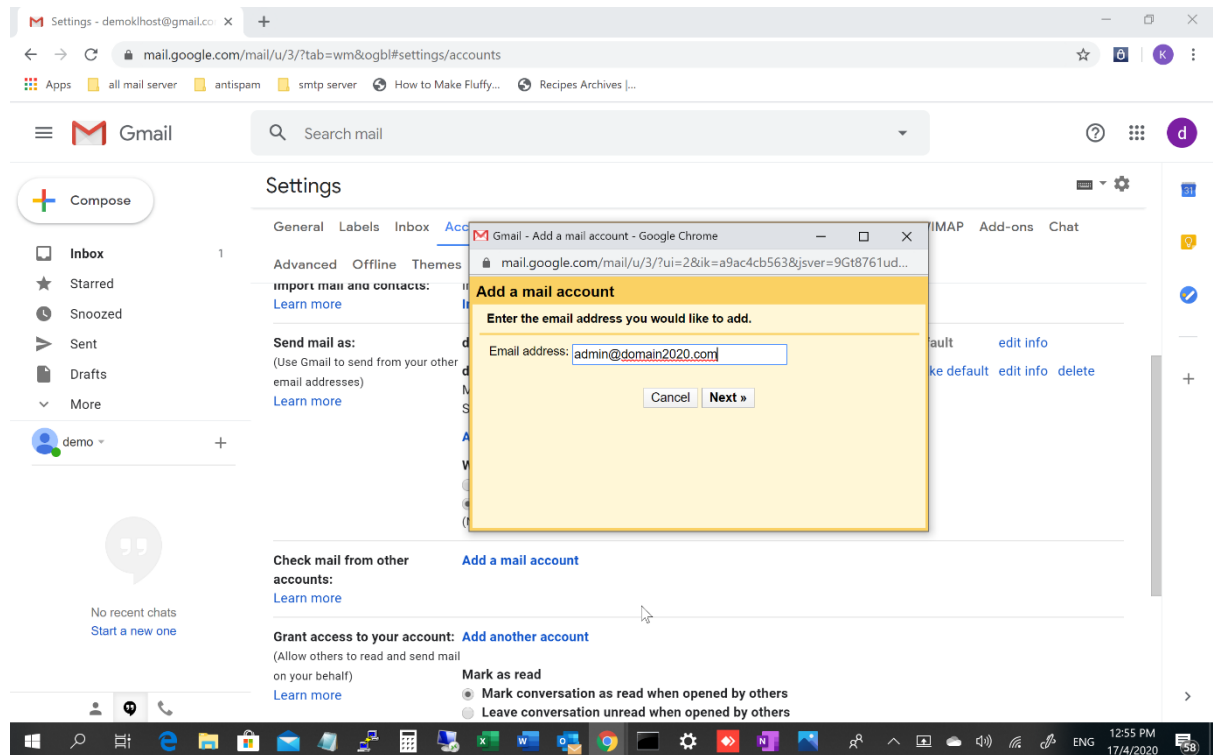 Settings - demoklhost@gmail.co
mail.google.com/mail/u/3/?tab=wm&ogbl#settings/accounts
K
Apps all mail server antispam smtp server How to Make Fluffy... Recipes Archives |...
Gmail Search mail d
Settings
Compose
31
General Labels Inbox Acc /IMAP Add-ons Chat
Advanced Offline Themes
Gmail - Add a mail account - Google Chrome
mail.google.com/mail/u/3/?ui=2&ik=a9ac4cb563&jsver=9Gt8761ud...
Add a mail account
Enter the email address you would like to add.
Email address: admin@domain2020.com
Cancel Next »
Inbox 1
Starred
Snoozed
Sent
Drafts
More
demo
No recent chats
Start a new one
Import mail and contacts:
Learn more
Send mail as:
(Use Gmail to send from your other
email addresses)
Learn more
edit info
ke default edit info delete
Check mail from other
accounts:
Learn more
Add a mail account
Grant access to your account: Add another account
(Allow others to read and send mail
on your behalf)
Learn more
Mark as read
Mark conversation as read when opened by others
Leave conversation unread when opened by others
ENG
12:55 PM
17/4/2020
58